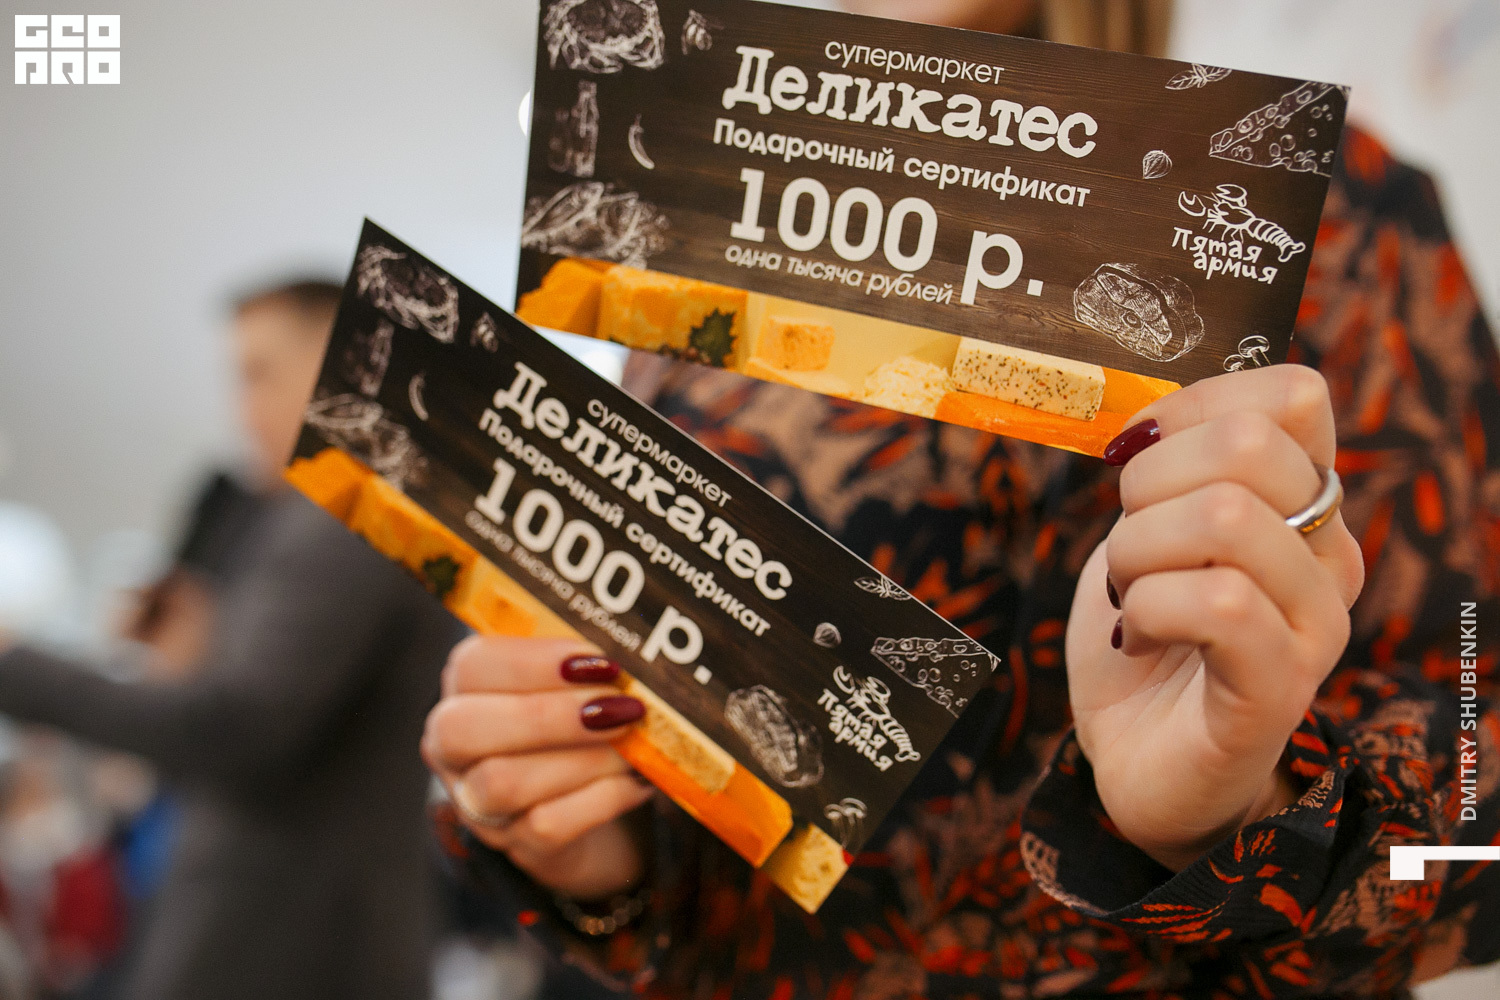 GEO
PRO
супермаркет
Деликатес
Подарочный сертификат
1000 р.
одна тысяча рублей
Пятая
армия
супермаркет
Деликатес
Подарочный сертификат
1000 р.
одна тысяча рублей
Пятая
армия
DMITRY SHUBENKIN